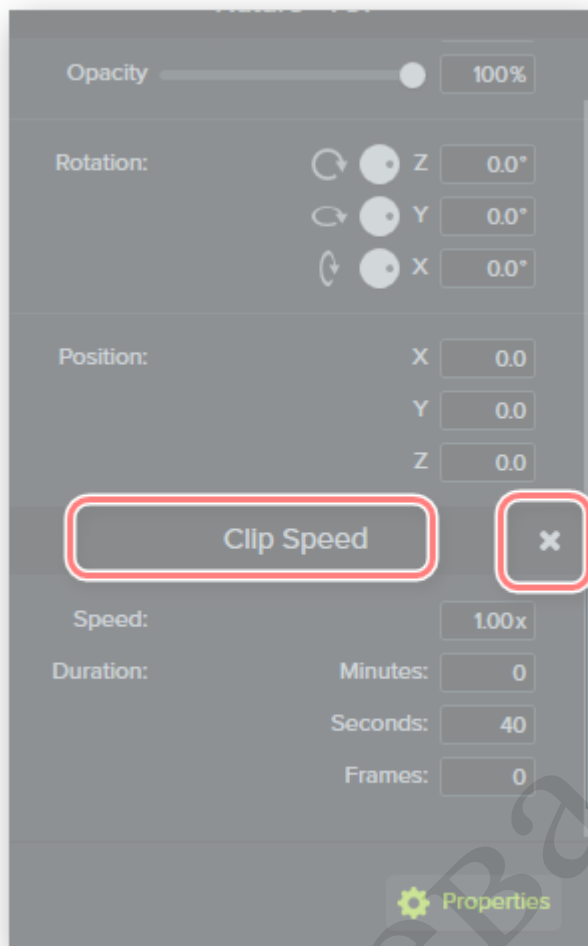 Opacity 100%
Rotation: Z 0.0°
Y 0.0°
X 0.0°
Position: X 0.0
Y 0.0
Z 0.0
Clip Speed
Speed: 1.00x
Duration: Minutes: 0
Seconds: 40
Frames: 0
Properties